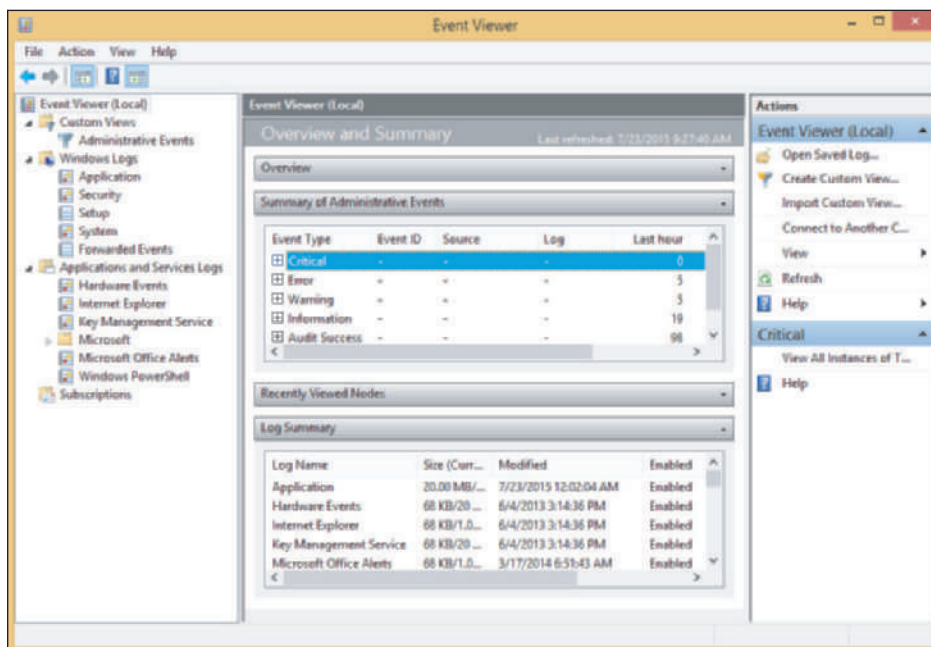 Event Viewer
File Action View Help
Event Viewer (Local)
Custom Views
Administrative Events
Windows Logs
Application
Security
Setup
System
Forwarded Events
Applications and Services Logs
Hardware Events
Internet Explorer
Key Management Service
Microsoft
Microsoft Office Alerts
Windows PowerShell
Subscriptions
Event Viewer (Local)
Overview and Summary Last refreshed: 7/23/2015 9:27:40 AM
Overview
Summary of Administrative Events
Event Type Event ID Source Log Last hour
Critical - - - 0
Error - - - 5
Warning - - - 3
Information - - - 19
Audit Success - - - 98
Recently Viewed Nodes
Log Summary
Log Name Size (Curr... Modified Enabled
Application 20.00 MB/... 7/23/2015 12:02:04 AM Enabled
Hardware Events 68 KB/20 ... 6/4/2013 3:14:36 PM Enabled
Internet Explorer 68 KB/1.0... 6/4/2013 3:14:36 PM Enabled
Key Management Service 68 KB/20 ... 6/4/2013 3:14:36 PM Enabled
Microsoft Office Alerts 68 KB/1.0... 3/17/2014 6:51:43 AM Enabled
Actions
Event Viewer (Local)
Open Saved Log...
Create Custom View...
Import Custom View...
Connect to Another C...
View
Refresh
Help
Critical
View All Instances of T...
Help